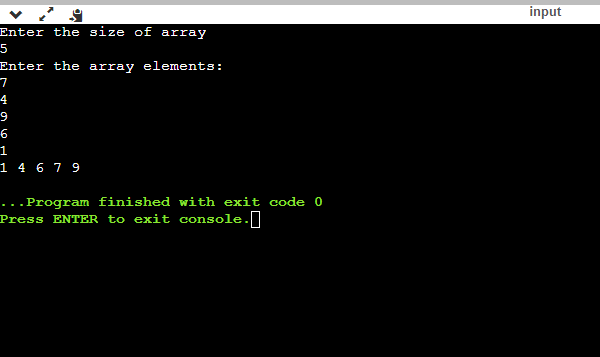 input
Enter the size of array
5
Enter the array elements:
7
4
9
6
1
1 4 6 7 9
...Program finished with exit code 0
Press ENTER to exit console.